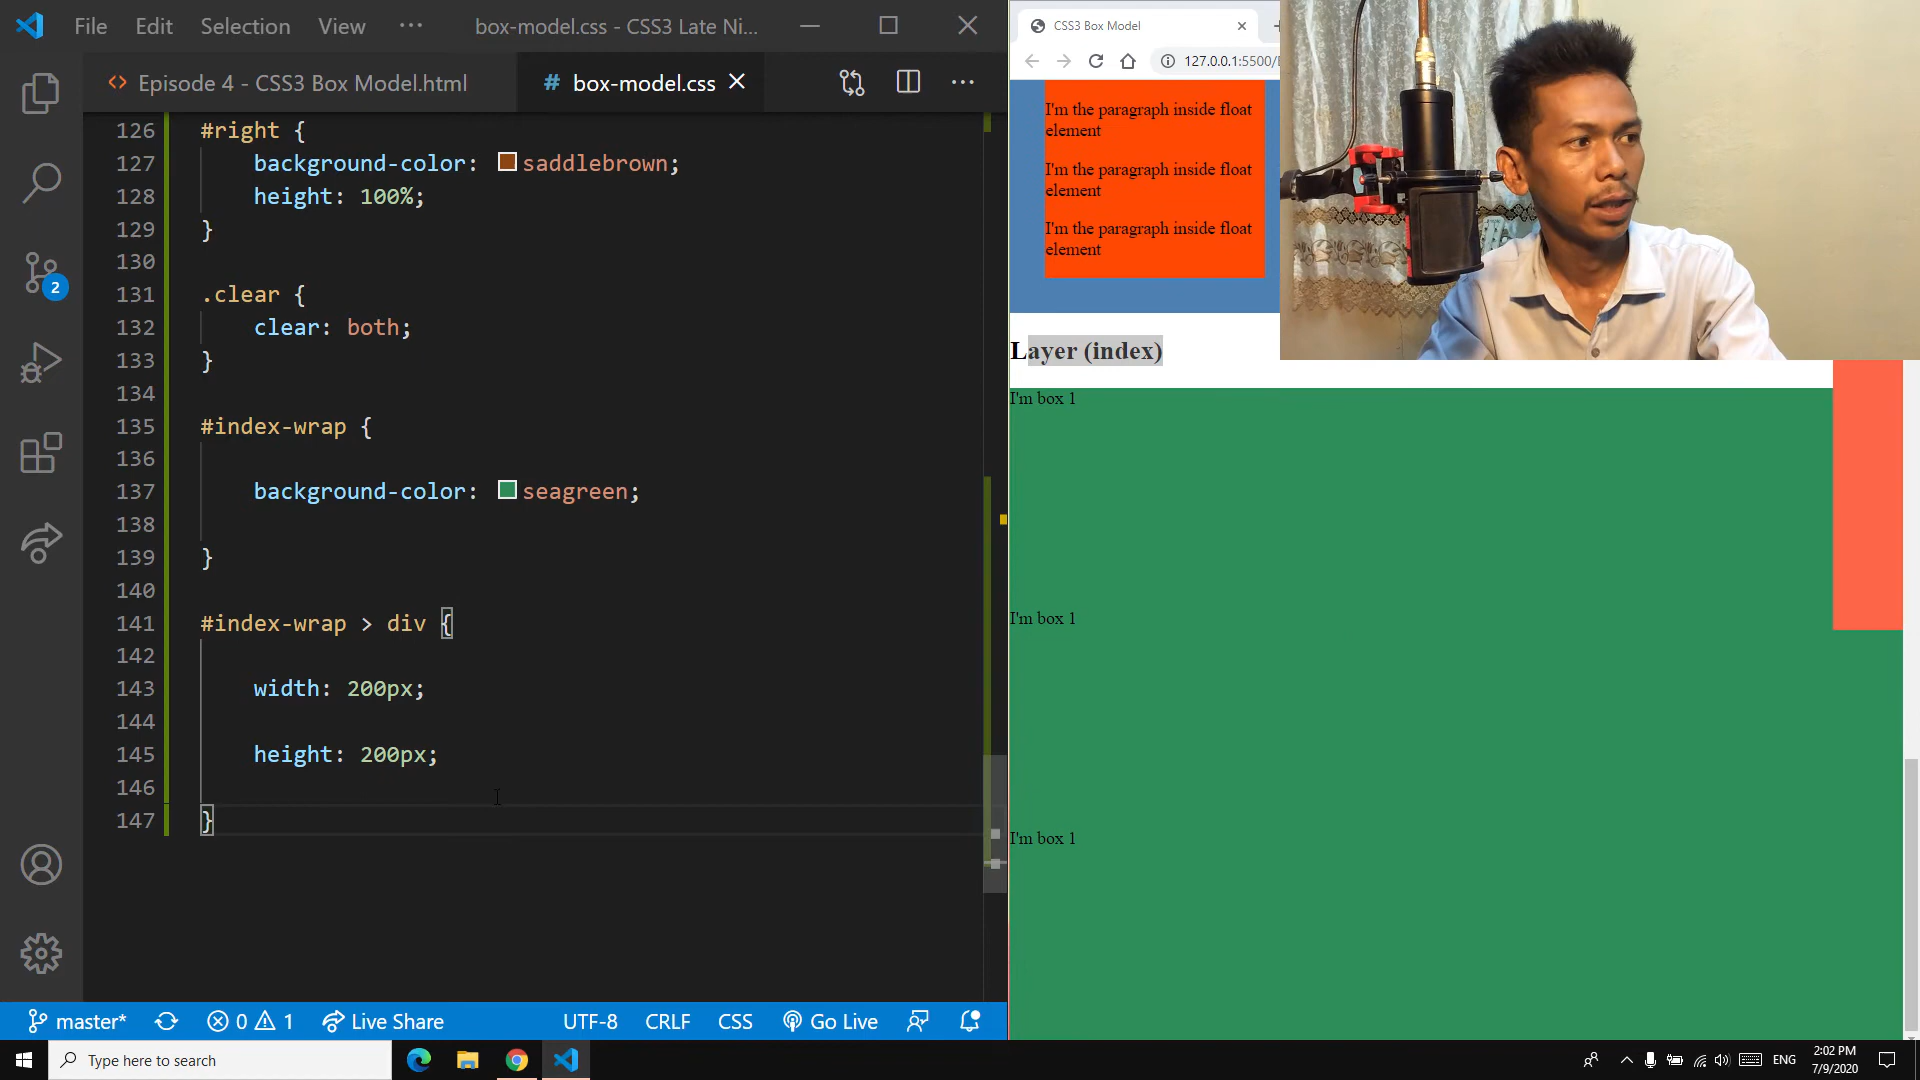 File Edit Selection View ··· box-model.css - CSS3 Late Ni...
Episode 4 - CSS3 Box Model.html
# box-model.css
126 #right {
127 background-color: saddlebrown;
128 height: 100%;
129 }
130
131 .clear {
132 clear: both;
133 }
134
135 #index-wrap {
136
137 background-color: seagreen;
138
139 }
140
141 #index-wrap > div {
142
143 width: 200px;
144
145 height: 200px;
146
147 }
2
master* 0 1 Live Share UTF-8 CRLF CSS Go Live
CSS3 Box Model
127.0.0.1:5500/
I'm the paragraph inside float
element
I'm the paragraph inside float
element
I'm the paragraph inside float
element
Layer (index)
I'm box 1
I'm box 1
I'm box 1
Type here to search
ENG
2:02 PM
7/9/2020